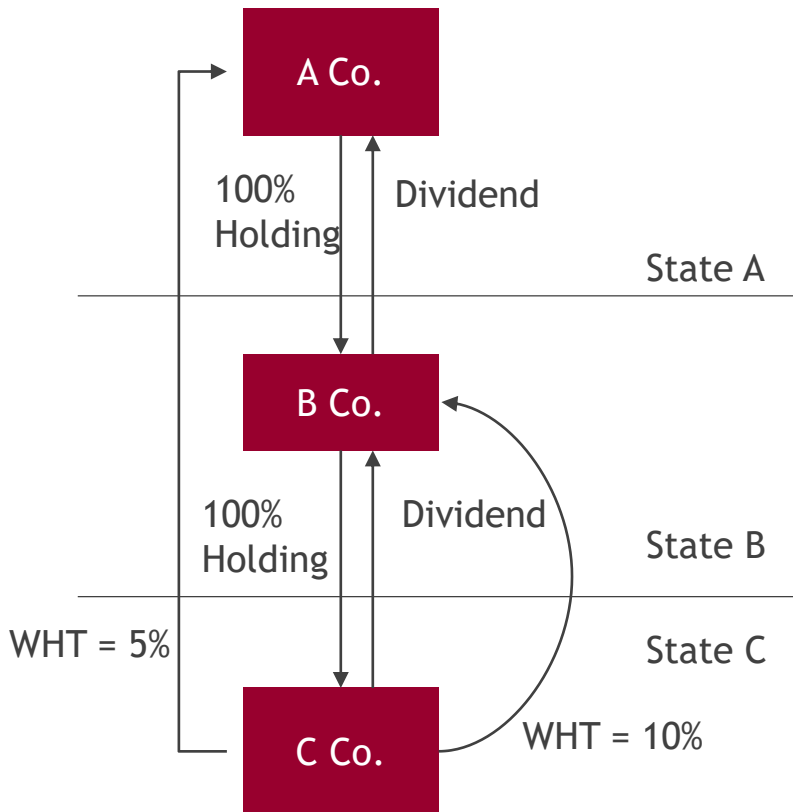 A Co.
100%
Holding
Dividend
State A
B Co.
100%
Holding
Dividend
State B
WHT = 5%
State C
C Co.
WHT = 10%